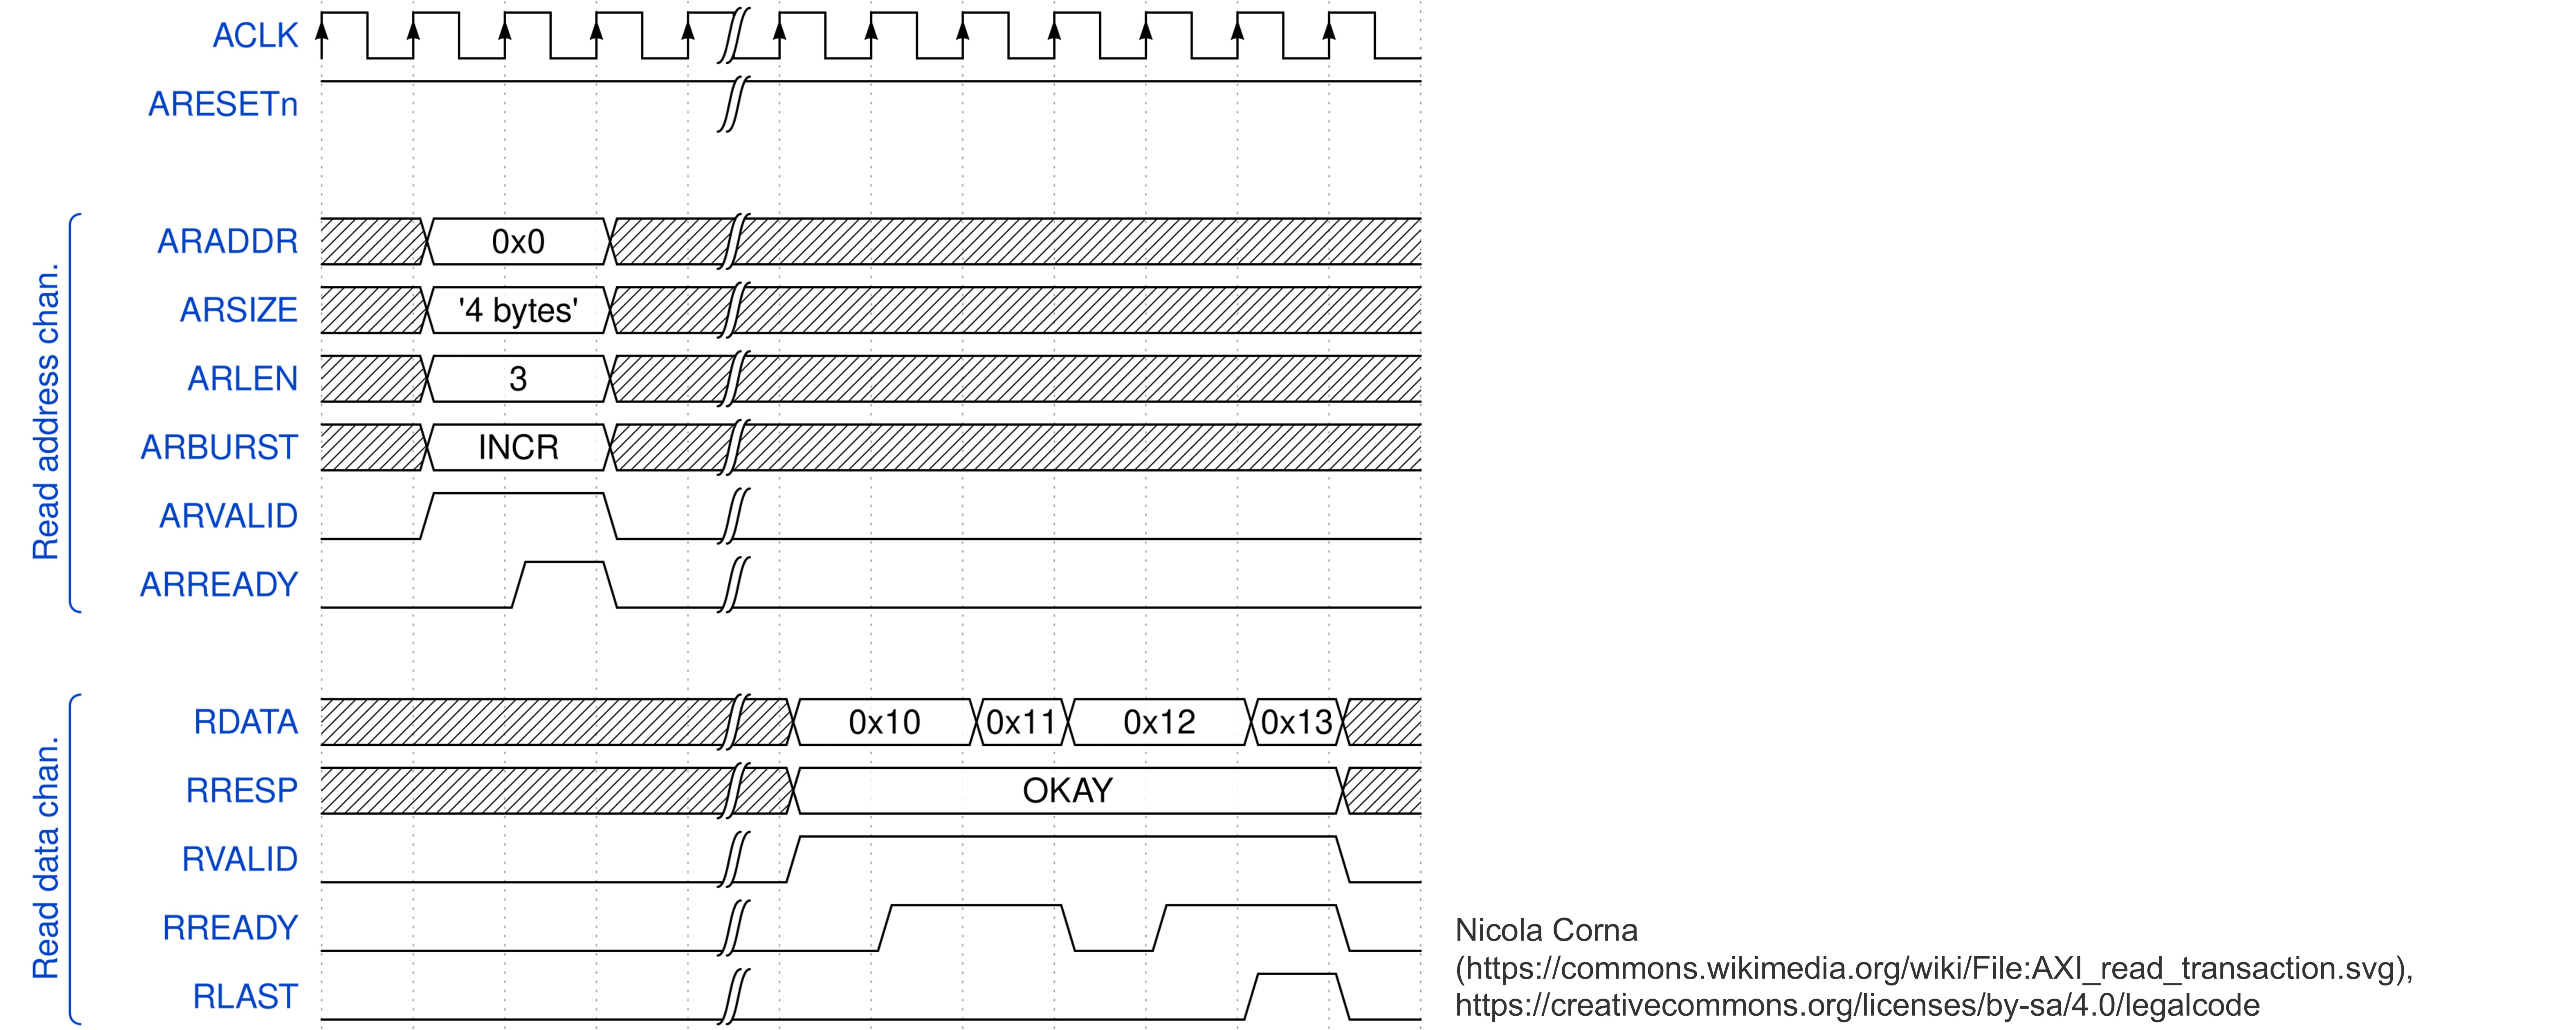 ACLK
ARESETn
Read address chan.
ARADDR 0x0
ARSIZE '4 bytes'
ARLEN 3
ARBURST INCR
ARVALID
ARREADY
Read data chan.
RDATA 0x10 0x11 0x12 0x13
RRESP OKAY
RVALID
RREADY
RLAST
Nicola Corna
(https://commons.wikimedia.org/wiki/File:AXI_read_transaction.svg),
https://creativecommons.org/licenses/by-sa/4.0/legalcode